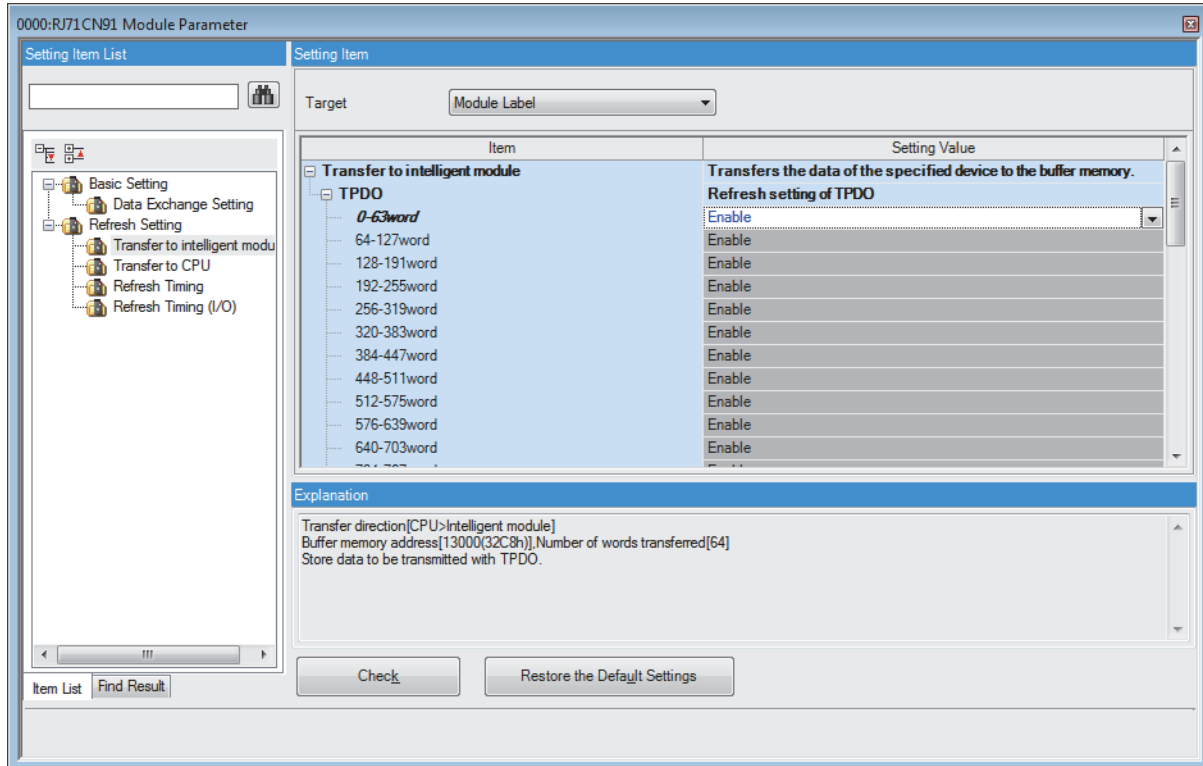 0000:RJ71CN91 Module Parameter
Setting Item List
Setting Item
Target
Module Label
Item
Setting Value
Basic Setting
Data Exchange Setting
Refresh Setting
Transfer to intelligent modu
Transfer to CPU
Refresh Timing
Refresh Timing (I/O)
Transfer to intelligent module
Transfers the data of the specified device to the buffer memory.
TPDO
Refresh setting of TPDO
0-63word
Enable
64-127word
Enable
128-191word
Enable
192-255word
Enable
256-319word
Enable
320-383word
Enable
384-447word
Enable
448-511word
Enable
512-575word
Enable
576-639word
Enable
640-703word
Enable
Explanation
Transfer direction[CPU>Intelligent module]
Buffer memory address[13000(32C8h)],Number of words transferred[64]
Store data to be transmitted with TPDO.
Item List
Find Result
Check
Restore the Default Settings